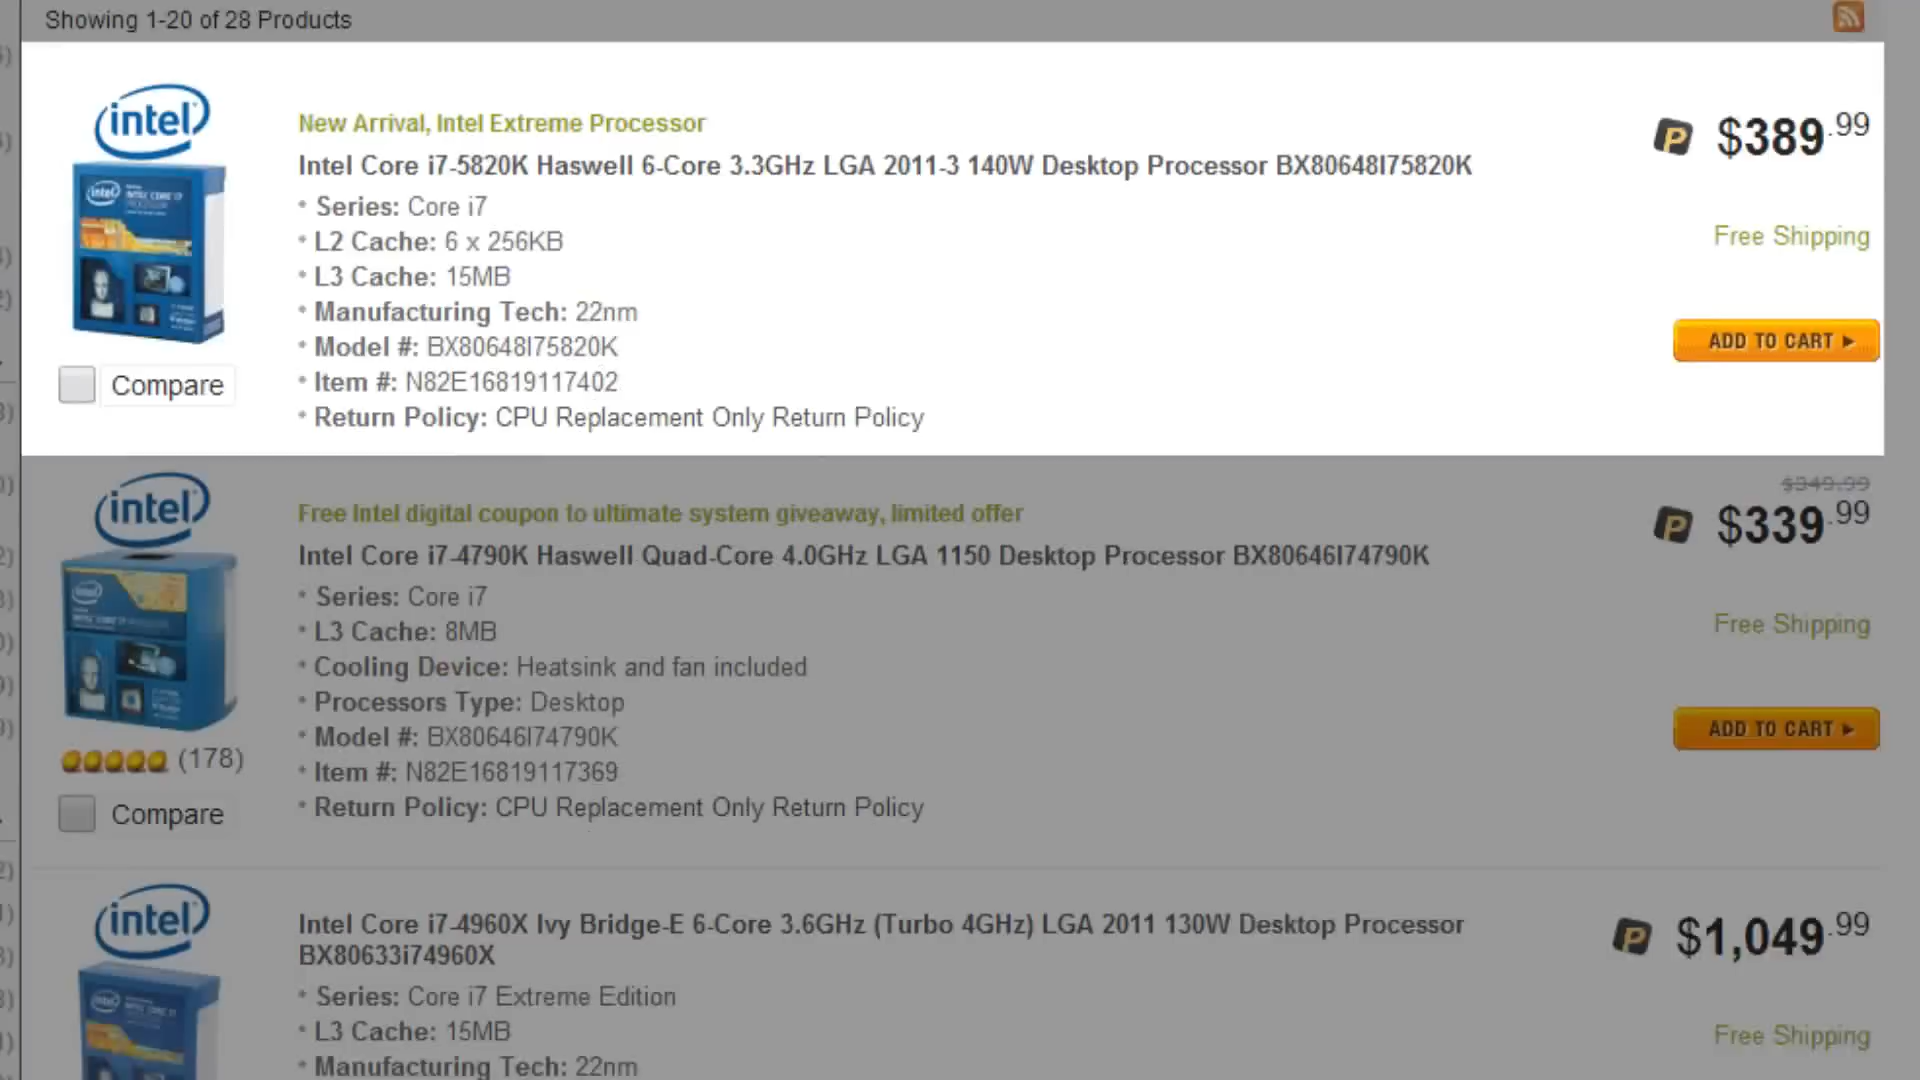 Showing 1-20 of 28 Products
intel
New Arrival, Intel Extreme Processor
$389.99
Intel Core i7-5820K Haswell 6-Core 3.3GHz LGA 2011-3 140W Desktop Processor BX80648I75820K
• Series: Core i7
• L2 Cache: 6 x 256KB
Free Shipping
• L3 Cache: 15MB
• Manufacturing Tech: 22nm
• Model #: BX80648I75820K
ADD TO CART
• Item #: N82E16819117402
Compare
• Return Policy: CPU Replacement Only Return Policy
intel
$349.99
Free Intel digital coupon to ultimate system giveaway, limited offer
$339.99
Intel Core i7-4790K Haswell Quad-Core 4.0GHz LGA 1150 Desktop Processor BX80646I74790K
• Series: Core i7
• L3 Cache: 8MB
Free Shipping
• Cooling Device: Heatsink and fan included
• Processors Type: Desktop
• Model #: BX80646I74790K
ADD TO CART
(178)
• Item #: N82E16819117369
• Return Policy: CPU Replacement Only Return Policy
Compare
intel
Intel Core i7-4960X Ivy Bridge-E 6-Core 3.6GHz (Turbo 4GHz) LGA 2011 130W Desktop Processor
BX80633i74960X
$1,049.99
• Series: Core i7 Extreme Edition
• L3 Cache: 15MB
Free Shipping
• Manufacturing Tech: 22nm